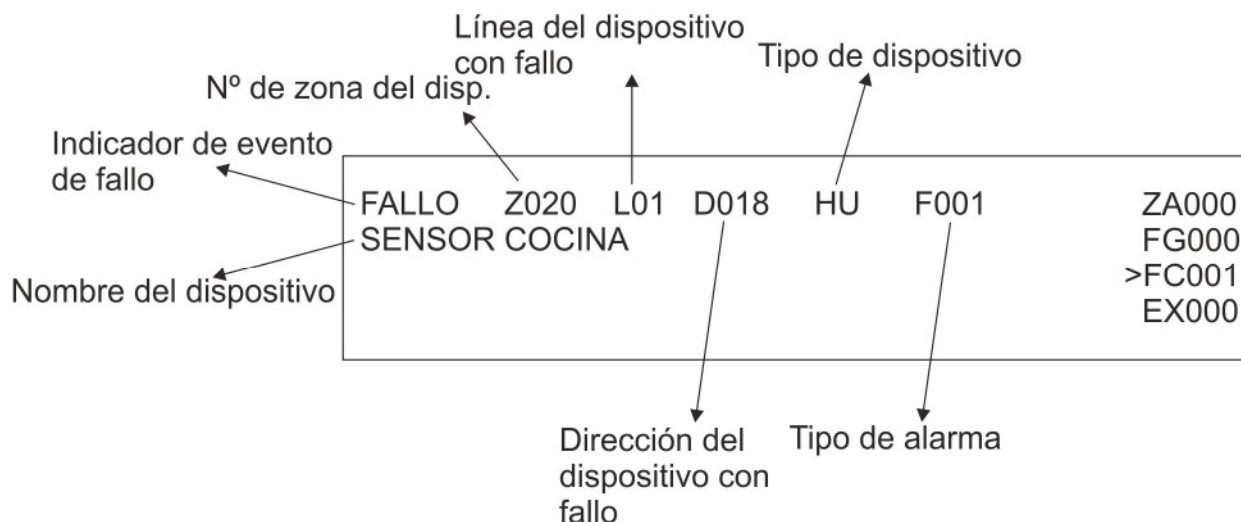 Línea del dispositivo
con fallo
Tipo de dispositivo
Nº de zona del disp.
Indicador de evento
de fallo
FALLO Z020 L01 D018 HU F001 ZA000
SENSOR COCINA FG000
>FC001
EX000
Nombre del dispositivo
Dirección del
dispositivo con
fallo
Tipo de alarma